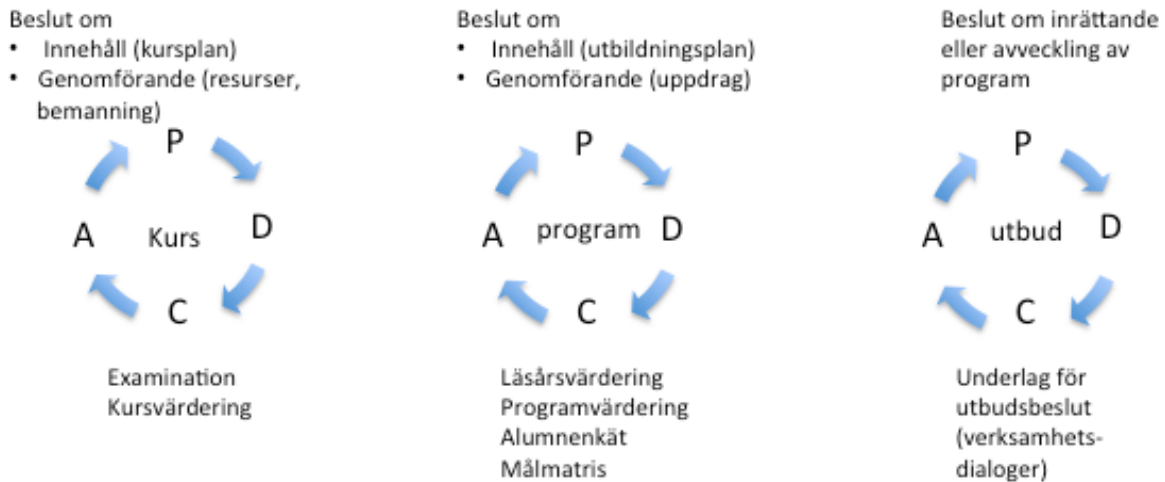 Beslut om
• Innehåll (kursplan)
• Genomförande (resurser,
bemanning)
P
D
A
Kurs
C
Examination
Kursvärdering
Beslut om
• Innehåll (utbildningsplan)
• Genomförande (uppdrag)
P
A
program
D
C
Läsårsvärdering
Programvärdering
Alumnenkät
Målmatris
Beslut om inrättande
eller avveckling av
program
P
A
utbud
D
C
Underlag för
utbudsbeslut
(verksamhets-
dialoger)